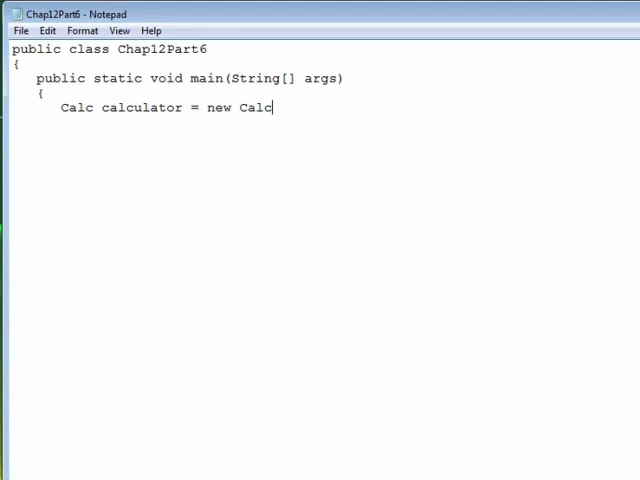 Chap12Part6 - Notepad
File Edit Format View Help
public class Chap12Part6
{
public static void main(String[] args)
{
Calc calculator = new Calc